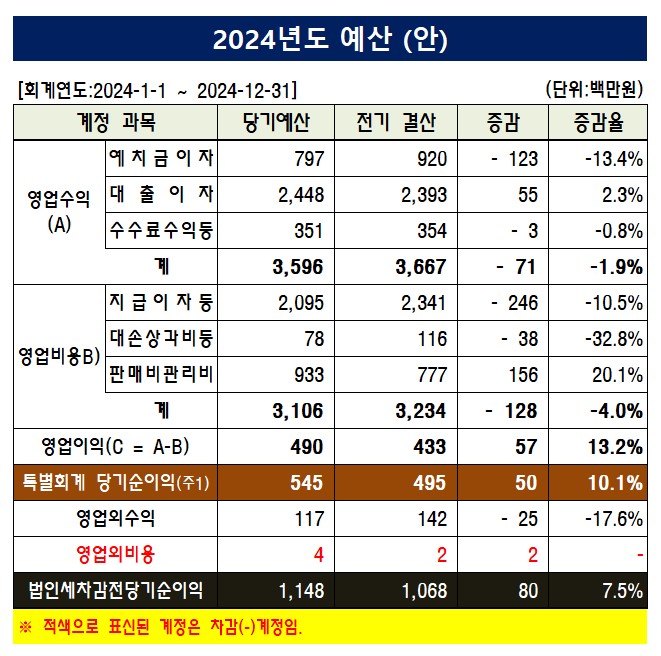 2024년도 예산 (안)
[회계연도:2024-1-1 ~ 2024-12-31] (단위:백만원)
계정 과목 당기예산 전기 결산 증감 증감율
영업수익(A) 예치금이자 797 920 - 123 -13.4%
대출이자 2,448 2,393 55 2.3%
수수료수익등 351 354 - 3 -0.8%
계 3,596 3,667 - 71 -1.9%
영업비용B) 지급이자등 2,095 2,341 - 246 -10.5%
대손상각비등 78 116 - 38 -32.8%
판매비관리비 933 777 156 20.1%
계 3,106 3,234 - 128 -4.0%
영업이익(C = A-B) 490 433 57 13.2%
특별회계 당기순이익(주1) 545 495 50 10.1%
영업외수익 117 142 - 25 -17.6%
영업외비용 4 2 2 -
법인세차감전당기순이익 1,148 1,068 80 7.5%
※ 적색으로 표신된 계정은 차감(-)계정임.